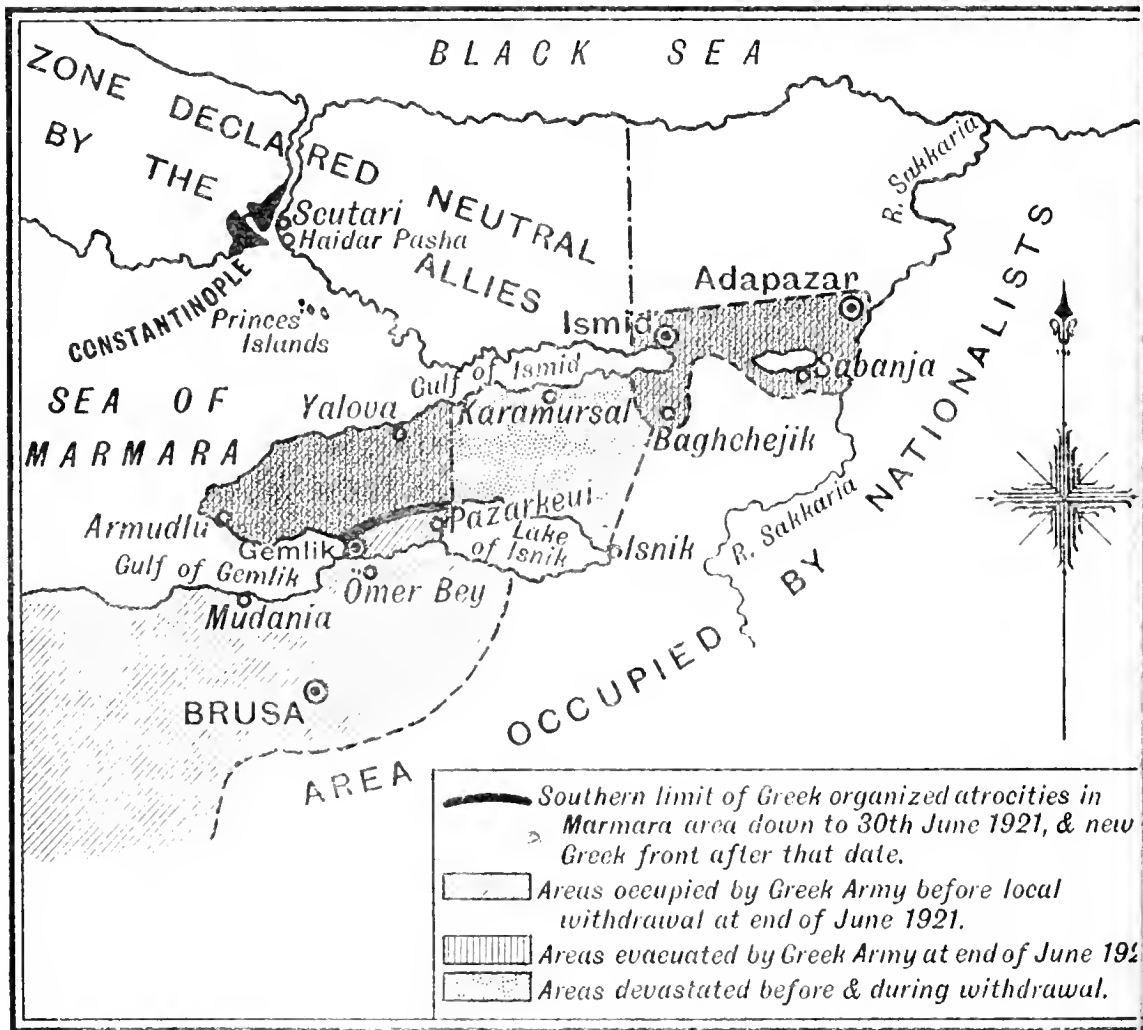 BLACK SEA
ZONE DECLARED NEUTRAL
BY THE ALLIES
R. Sakkaria
Scutari
Haidar Pasha
CONSTANTINOPLE
Princes'
Islands
Adapazar
Ismid
Gulf of Ismid
Sabanja
SEA OF
MARMARA
Yalova
Karamursal
Baghchejik
Armudlu
Pazarkeui
Gemlik
Lake
of Isnik
Isnik
R. Sakkaria
Gulf of Gemlik
Ömer Bey
Mudania
BRUSA
AREA OCCUPIED BY NATIONALISTS
Southern limit of Greek organized atrocities in
Marmara area down to 30th June 1921, & new
Greek front after that date.
Areas occupied by Greek Army before local
withdrawal at end of June 1921.
Areas evacuated by Greek Army at end of June 192
Areas devastated before & during withdrawal.